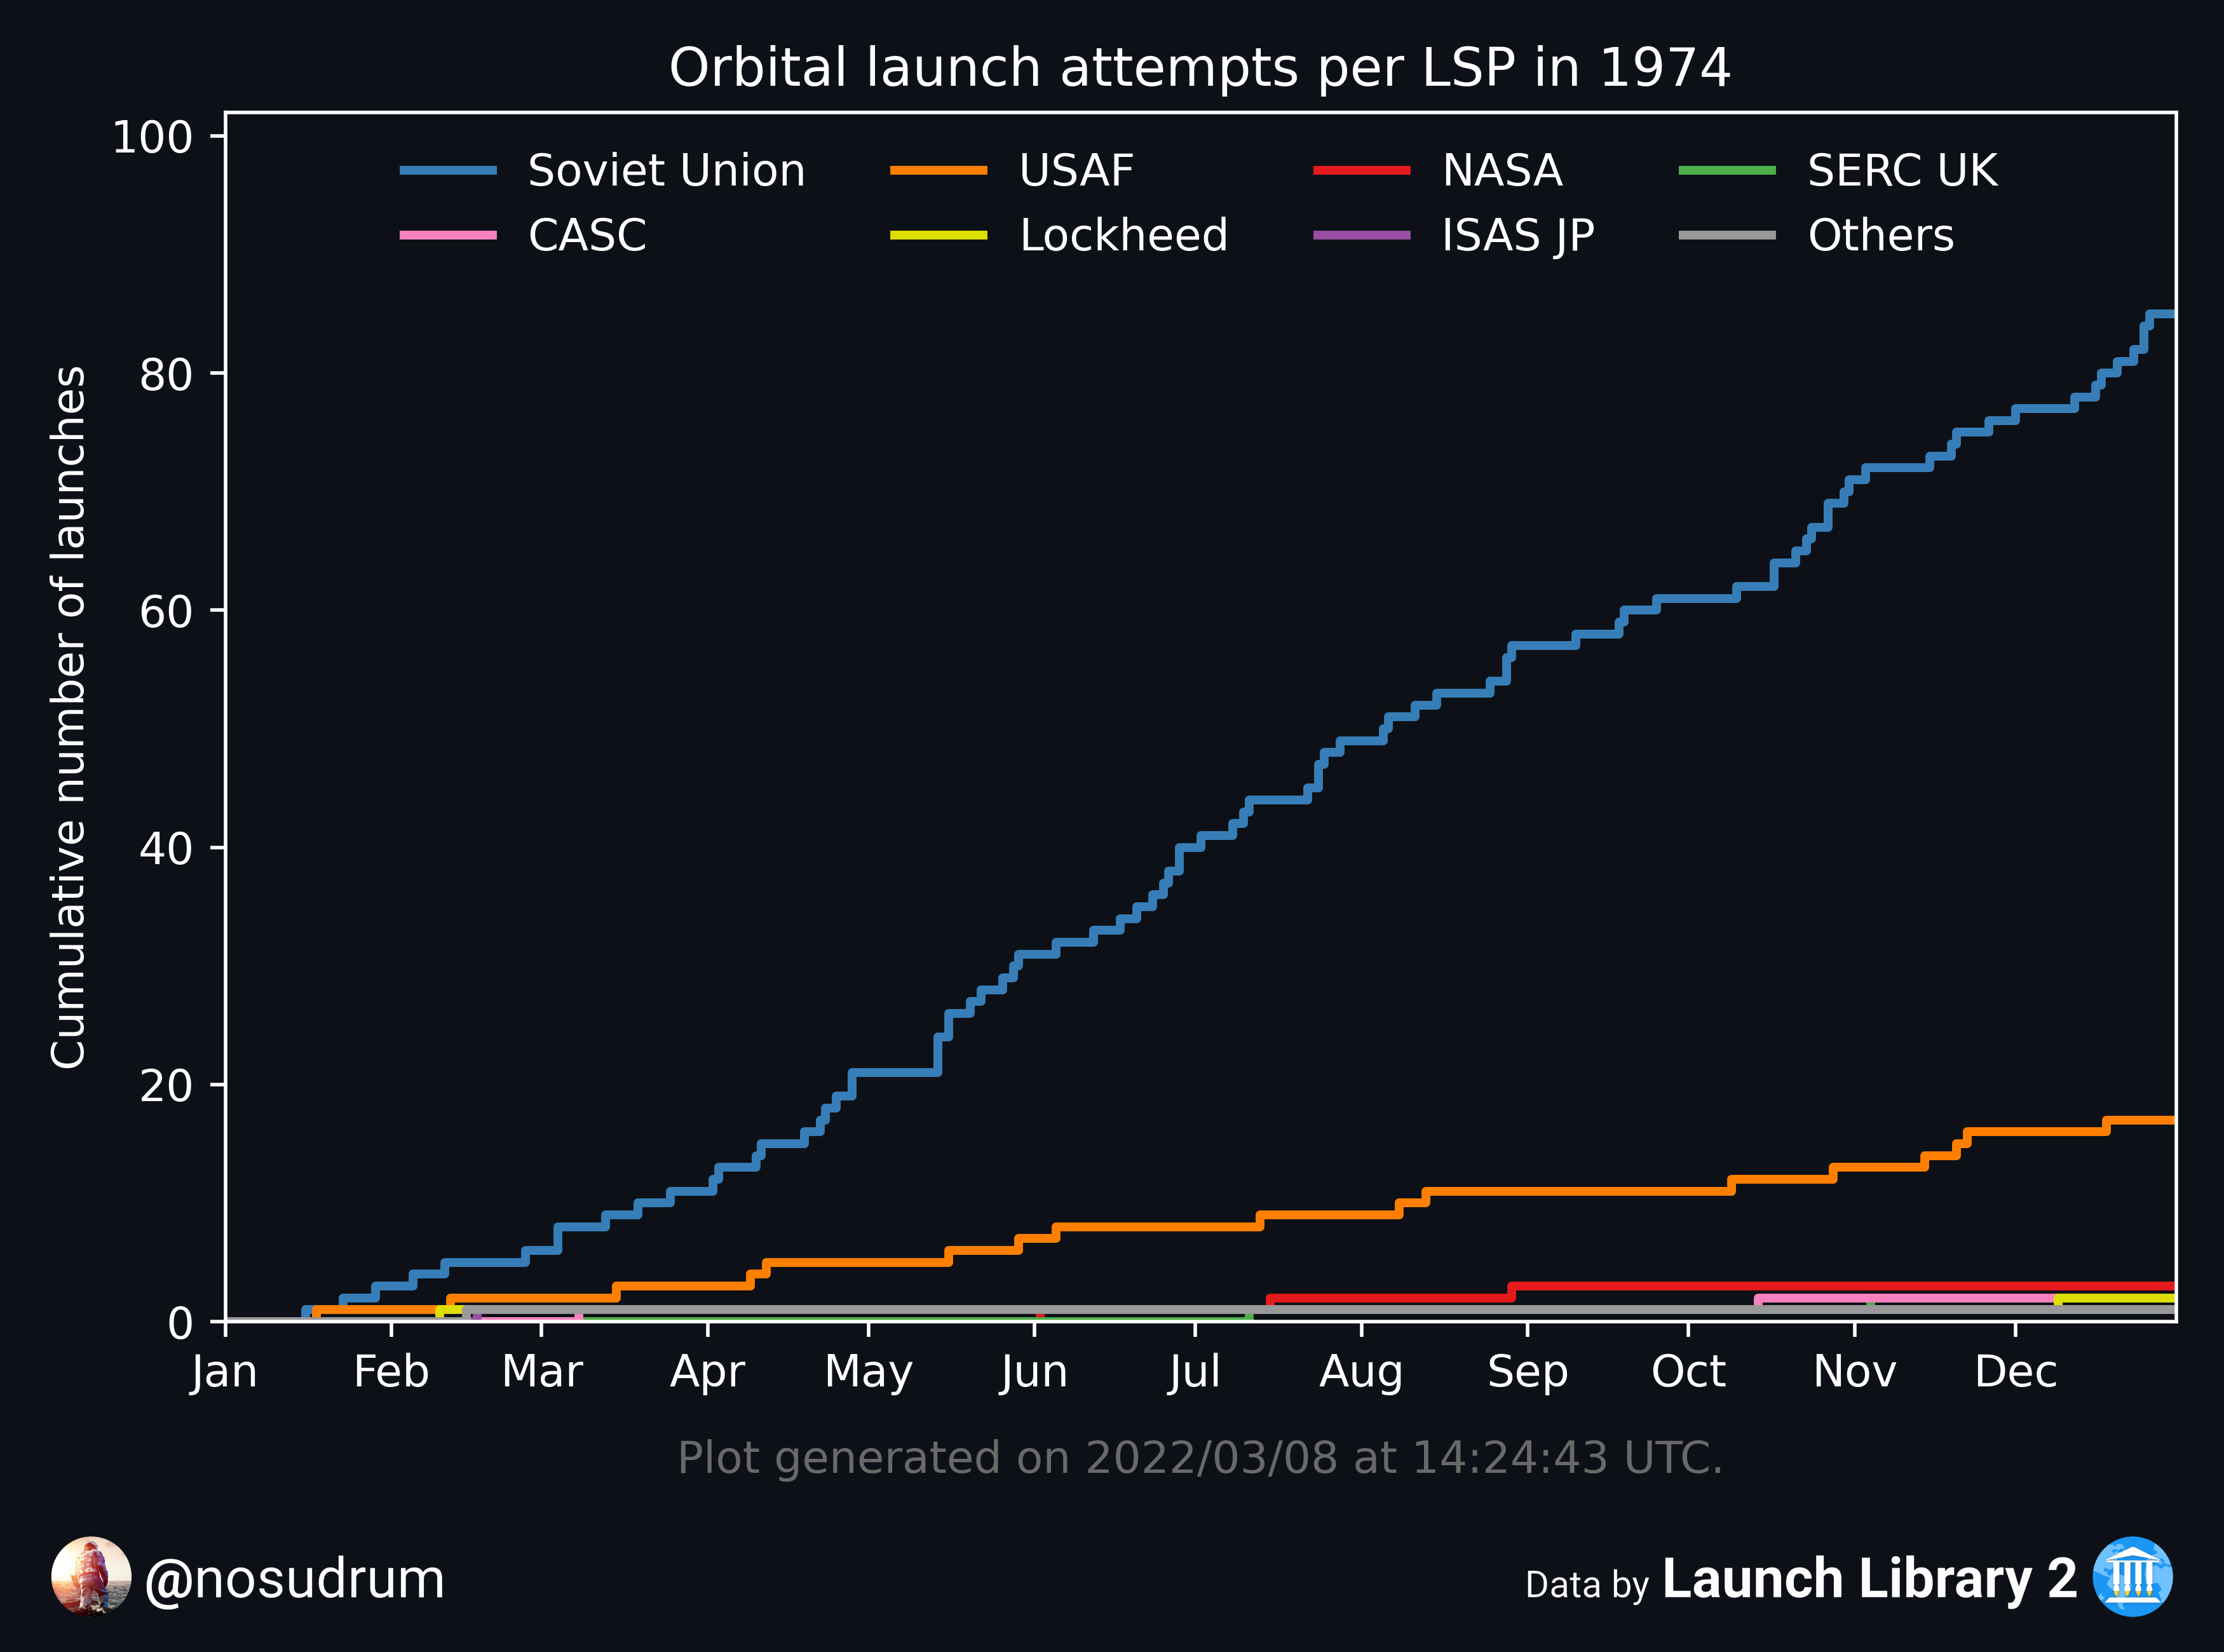 Orbital launch attempts per LSP in 1974
Soviet Union
USAF
NASA
SERC UK
CASC
Lockheed
ISAS JP
Others
Cumulative number of launches
100
80
60
40
20
0
Jan
Feb
Mar
Apr
May
Jun
Jul
Aug
Sep
Oct
Nov
Dec
Plot generated on 2022/03/08 at 14:24:43 UTC.
@nosudrum
Data by Launch Library 2